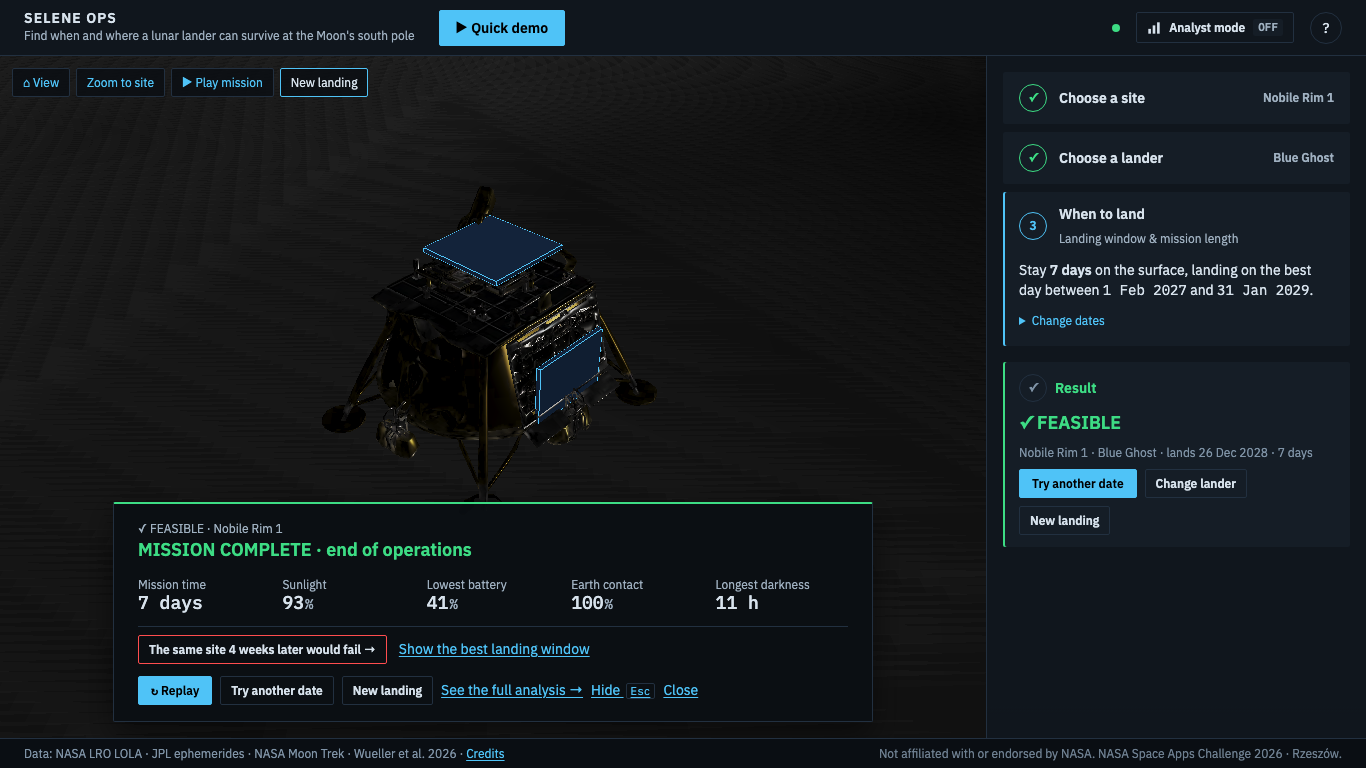 SELENE OPS
Find when and where a lunar lander can survive at the Moon's south pole
▶ Quick demo
Analyst mode OFF
?
⌂ View
Zoom to site
▶ Play mission
New landing
✓ Choose a site Nobile Rim 1
✓ Choose a lander Blue Ghost
3 When to land
Landing window & mission length
Stay 7 days on the surface, landing on the best
day between 1 Feb 2027 and 31 Jan 2029.
▶ Change dates
✓ Result
✓ FEASIBLE
Nobile Rim 1 · Blue Ghost · lands 26 Dec 2028 · 7 days
Try another date
Change lander
New landing
✓ FEASIBLE · Nobile Rim 1
MISSION COMPLETE · end of operations
Mission time Sunlight Lowest battery Earth contact Longest darkness
7 days 93% 41% 100% 11 h
The same site 4 weeks later would fail → Show the best landing window
↻ Replay Try another date New landing See the full analysis → Hide Esc Close
Data: NASA LRO LOLA · JPL ephemerides · NASA Moon Trek · Wueller et al. 2026 · Credits
Not affiliated with or endorsed by NASA. NASA Space Apps Challenge 2026 · Rzeszów.